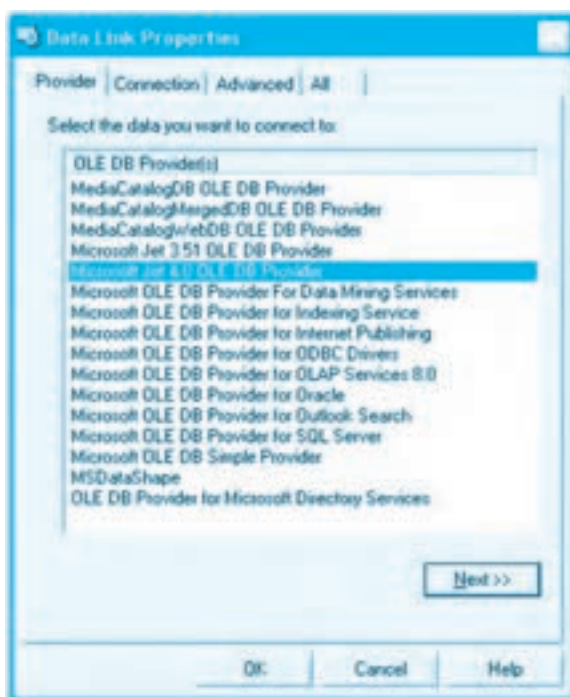 Data Link Properties
Provider Connection Advanced All
Select the data you want to connect to:
OLE DB Provider(s)
MediaCatalogDB OLE DB Provider
MediaCatalogMergedDB OLE DB Provider
MediaCatalogWebDB OLE DB Provider
Microsoft Jet 3.51 OLE DB Provider
Microsoft Jet 4.0 OLE DB Provider
Microsoft OLE DB Provider For Data Mining Services
Microsoft OLE DB Provider for Indexing Service
Microsoft OLE DB Provider for Internet Publishing
Microsoft OLE DB Provider for ODBC Drivers
Microsoft OLE DB Provider for OLAP Services 8.0
Microsoft OLE DB Provider for Oracle
Microsoft OLE DB Provider for Outlook Search
Microsoft OLE DB Provider for SQL Server
Microsoft OLE DB Simple Provider
MSDataShape
OLE DB Provider for Microsoft Directory Services
Next >>
OK Cancel Help